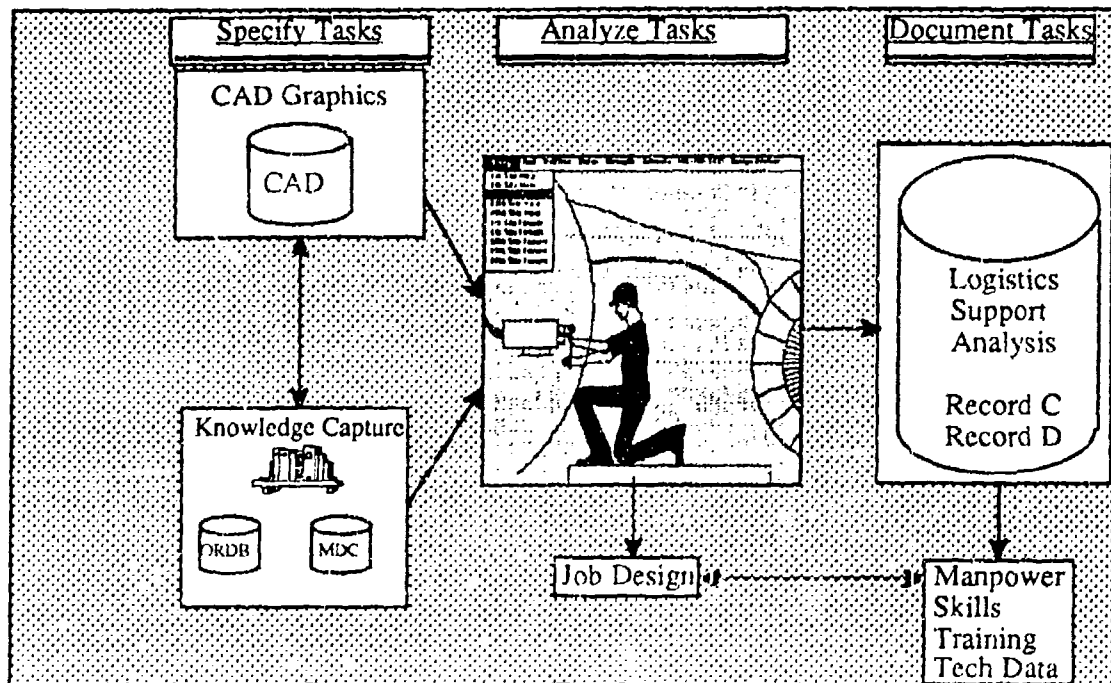 Specify Tasks
Analyze Tasks
Document Tasks
CAD Graphics
CAD
Knowledge Capture
ORDB
MDC
Job Design
Logistics
Support
Analysis
Record C
Record D
Manpower
Skills
Training
Tech Data